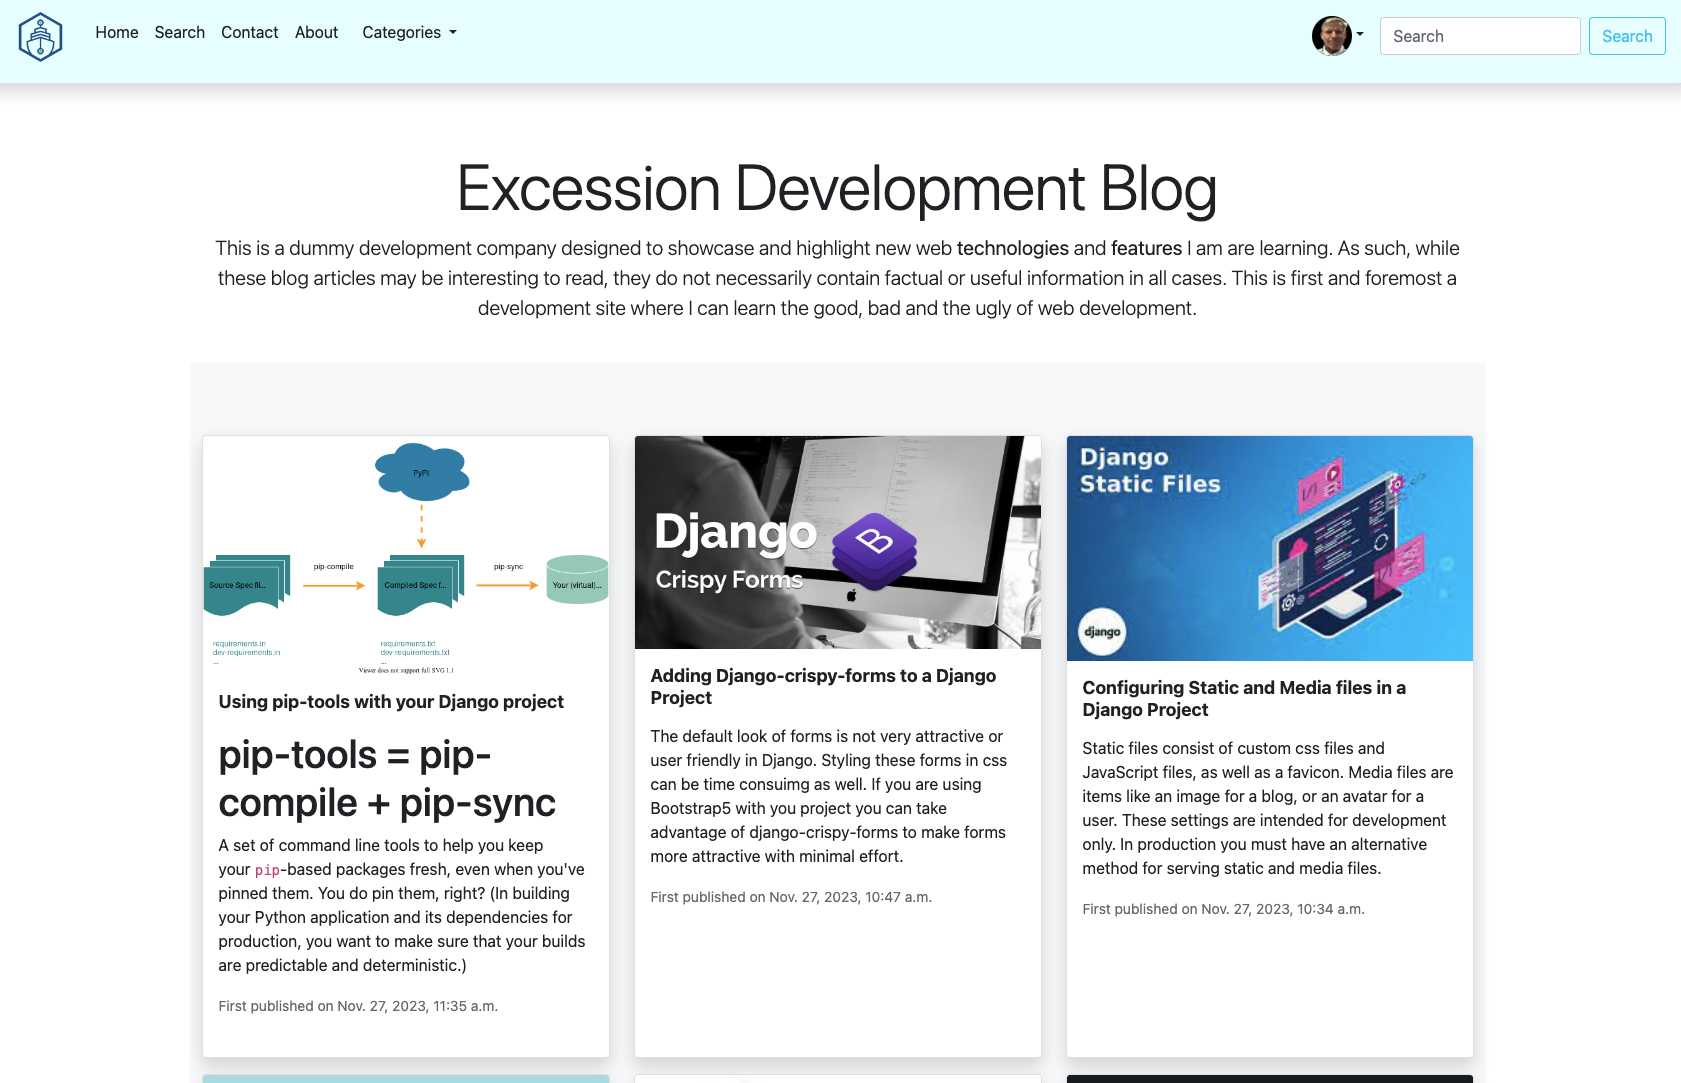 Home Search Contact About Categories
Search
Search
Excession Development Blog
This is a dummy development company designed to showcase and highlight new web technologies and features I am are learning. As such, while
these blog articles may be interesting to read, they do not necessarily contain factual or useful information in all cases. This is first and foremost a
development site where I can learn the good, bad and the ugly of web development.
PyPI
pip-compile
pip-sync
Source Spec fil...
Compiled Spec f...
Your (virtual)...
requirements.in
dev-requirements.in
...
requirements.txt
dev-requirements.txt
...
Viewer does not support full SVG 1.1
Using pip-tools with your Django project
pip-tools = pip-
compile + pip-sync
A set of command line tools to help you keep
your pip-based packages fresh, even when you've
pinned them. You do pin them, right? (In building
your Python application and its dependencies for
production, you want to make sure that your builds
are predictable and deterministic.)
First published on Nov. 27, 2023, 11:35 a.m.
Django
Crispy Forms
B
Adding Django-crispy-forms to a Django
Project
The default look of forms is not very attractive or
user friendly in Django. Styling these forms in css
can be time consuimg as well. If you are using
Bootstrap5 with you project you can take
advantage of django-crispy-forms to make forms
more attractive with minimal effort.
First published on Nov. 27, 2023, 10:47 a.m.
Django
Static Files
django
Configuring Static and Media files in a
Django Project
Static files consist of custom css files and
JavaScript files, as well as a favicon. Media files are
items like an image for a blog, or an avatar for a
user. These settings are intended for development
only. In production you must have an alternative
method for serving static and media files.
First published on Nov. 27, 2023, 10:34 a.m.